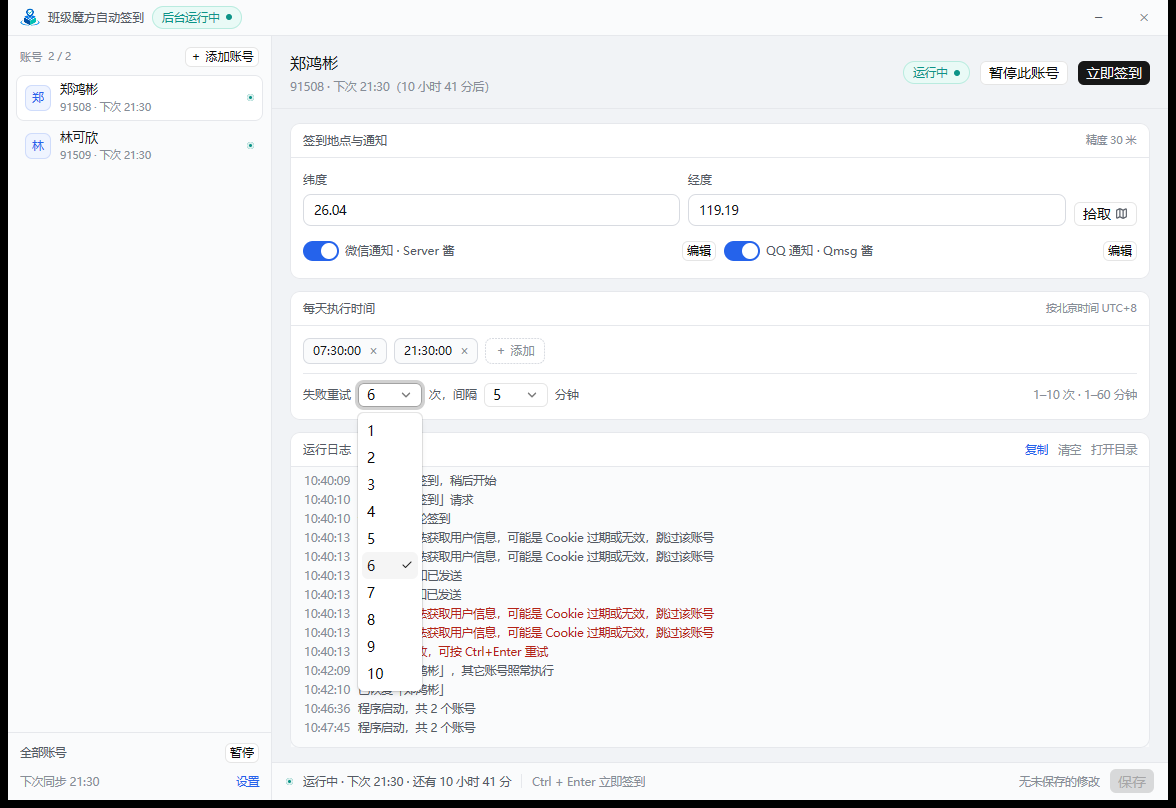 班级魔方自动签到 后台运行中
账号 2 / 2 + 添加账号
郑 郑鸿彬
91508 · 下次 21:30
林 林可欣
91509 · 下次 21:30
全部账号 暂停
下次同步 21:30 设置
郑鸿彬
91508 · 下次 21:30（10 小时 41 分后）
运行中 暂停此账号 立即签到
签到地点与通知 精度 30 米
纬度 经度
26.04 119.19 拾取
微信通知 · Server 酱 编辑 QQ 通知 · Qmsg 酱 编辑
每天执行时间 按北京时间 UTC+8
07:30:00 × 21:30:00 × + 添加
失败重试 6 次，间隔 5 分钟 1–10 次 · 1–60 分钟
1
2
3
4
5
6
7
8
9
10
运行日志 复制 清空 打开目录
10:40:09 签到，稍后开始
10:40:10 签到」请求
10:40:10 签到
10:40:13 获取用户信息，可能是 Cookie 过期或无效，跳过该账号
10:40:13 获取用户信息，可能是 Cookie 过期或无效，跳过该账号
10:40:13 已发送
10:40:13 已发送
10:40:13 获取用户信息，可能是 Cookie 过期或无效，跳过该账号
10:40:13 获取用户信息，可能是 Cookie 过期或无效，跳过该账号
10:40:13 ，可按 Ctrl+Enter 重试
10:42:09 鸿彬」，其它账号照常执行
10:42:10 鸿彬」
10:46:36 程序启动，共 2 个账号
10:47:45 程序启动，共 2 个账号
运行中 · 下次 21:30 · 还有 10 小时 41 分 Ctrl + Enter 立即签到 无未保存的修改 保存